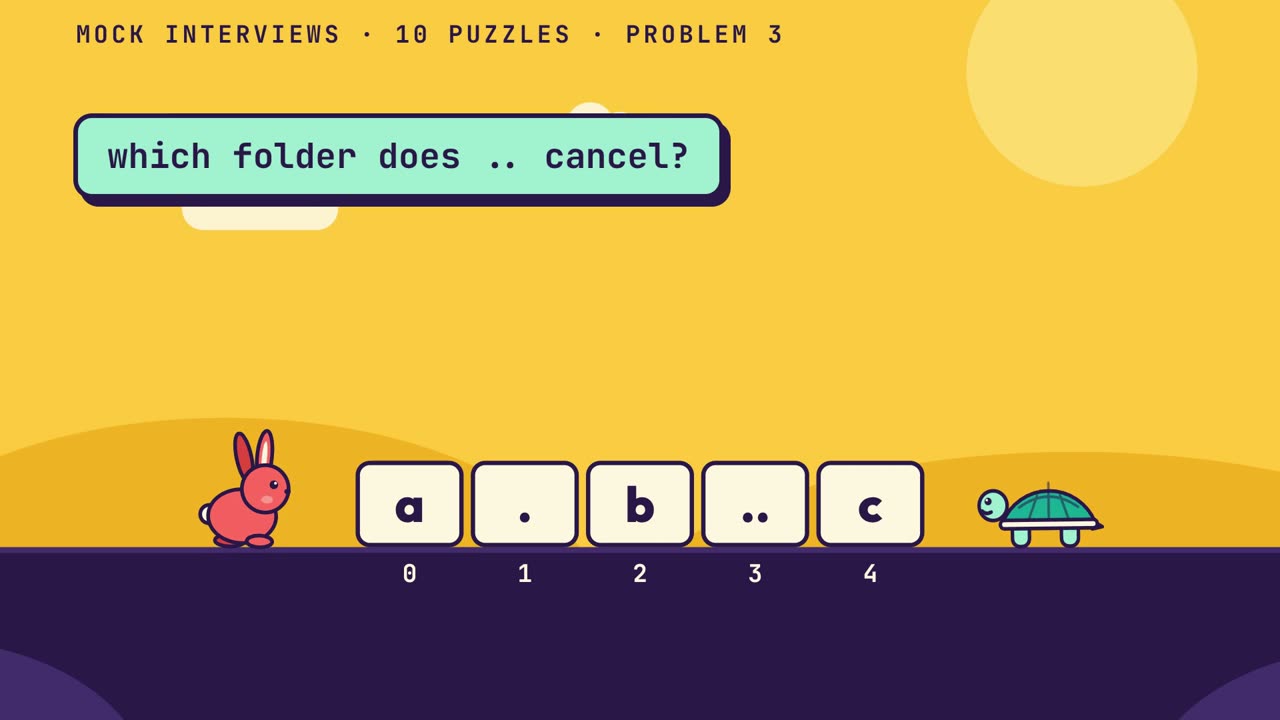 MOCK INTERVIEWS · 10 PUZZLES · PROBLEM 3
which folder does .. cancel?
a . b .. c
0 1 2 3 4